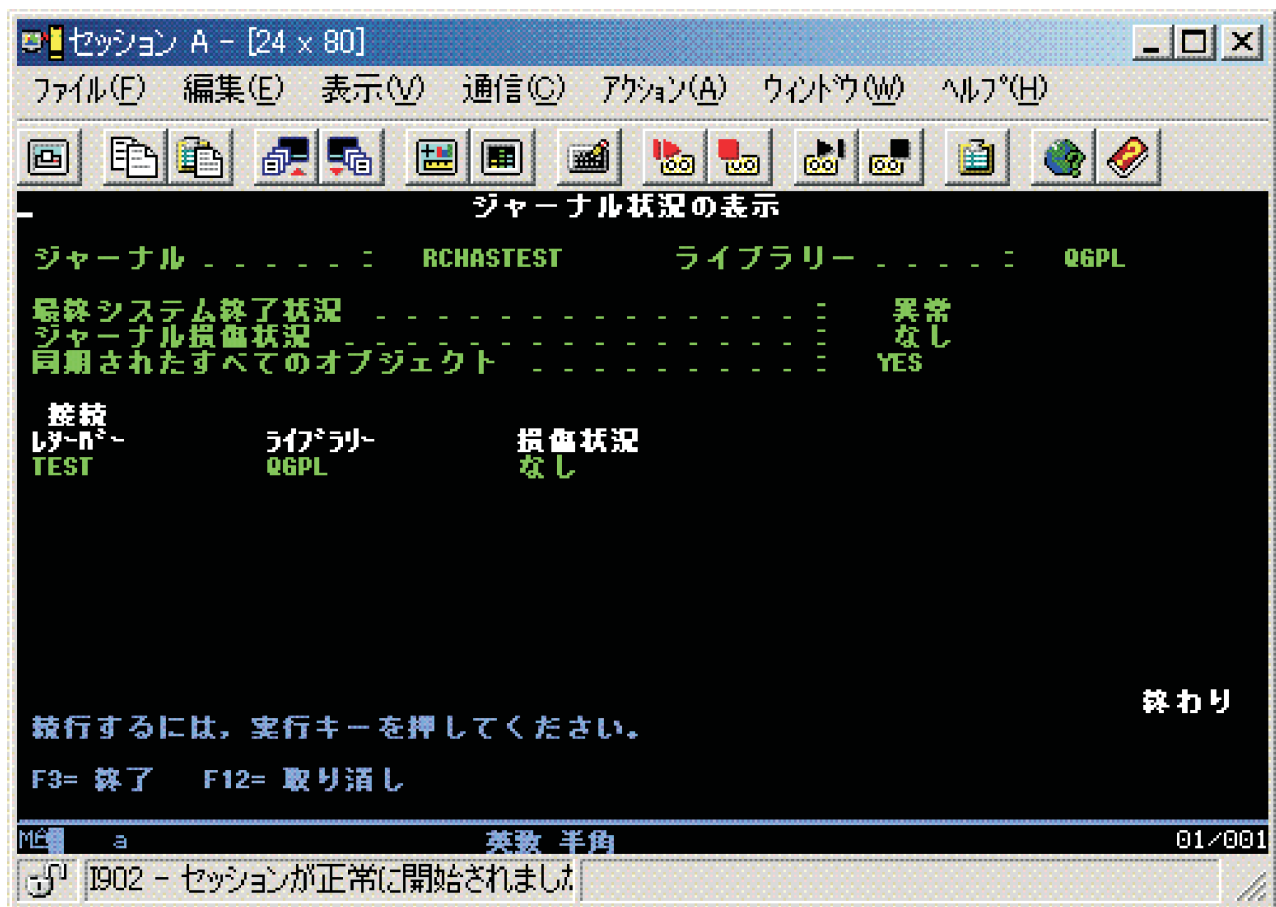 セッション A - [24 x 80]
ファイル(F) 編集(E) 表示(V) 通信(C) アクション(A) ウィンドウ(W) ヘルプ(H)
ジャーナル状況の表示
ジャーナル . . . . . : RCHASTEST ライブラリー . . . . : QGPL
最終システム終了状況 . . . . . . . . . . . . . . : 異常
ジャーナル損傷状況 . . . . . . . . . . . . . . . : なし
同期されたすべてのオブジェクト . . . . . . . . . : YES
接続
ﾚｼｰﾊﾞｰ ﾗｲﾌﾞﾗﾘｰ 損傷状況
TEST QGPL なし
終わり
続行するには，実行キーを押してください。
F3= 終了 F12= 取り消し
MA a 英数 半角 01/001
I902 - セッションが正常に開始されました